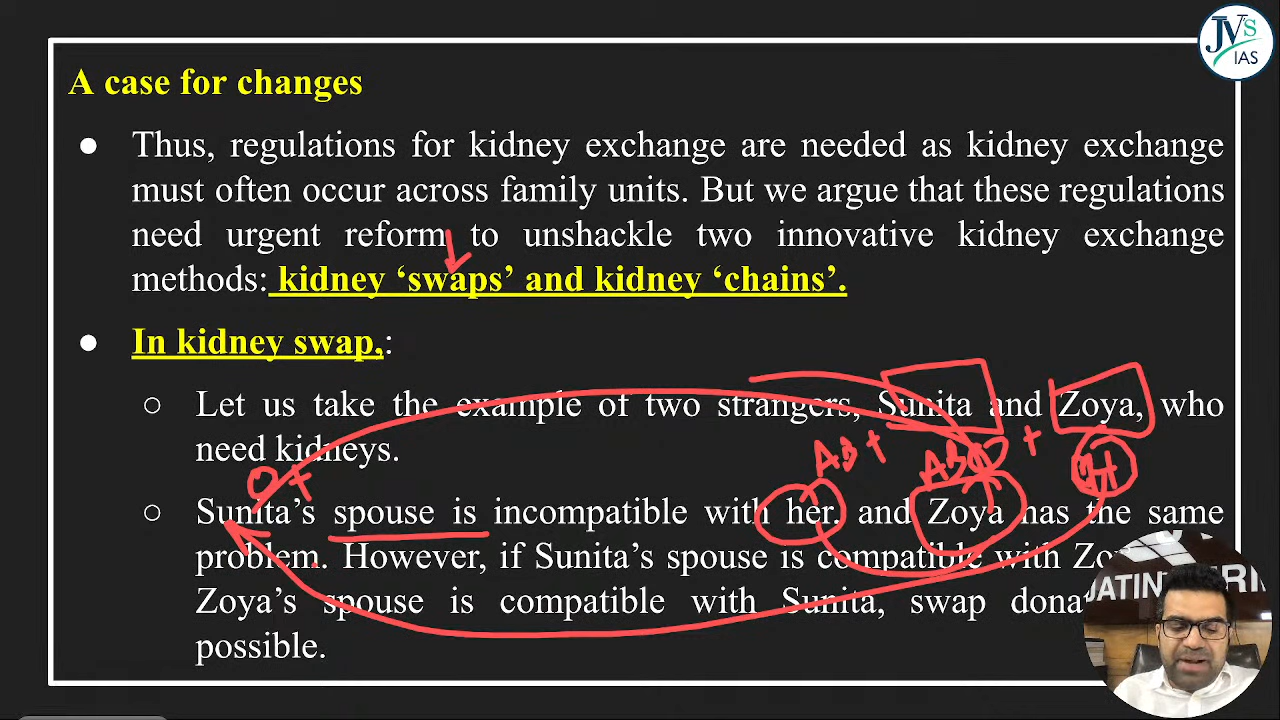 JV's
IAS
A case for changes
● Thus, regulations for kidney exchange are needed as kidney exchange
must often occur across family units. But we argue that these regulations
need urgent reform to unshackle two innovative kidney exchange
methods: kidney ‘swaps’ and kidney ‘chains’.
● In kidney swap,:
○ Let us take the example of two strangers, Sunita and Zoya, who
need kidneys.
O+
AB+
+
○ Sunita’s spouse is incompatible with her. and Zoya has the same
problem. However, if Sunita’s spouse is compatible with
Zoya’s spouse is compatible with Sunita, swap
possible.